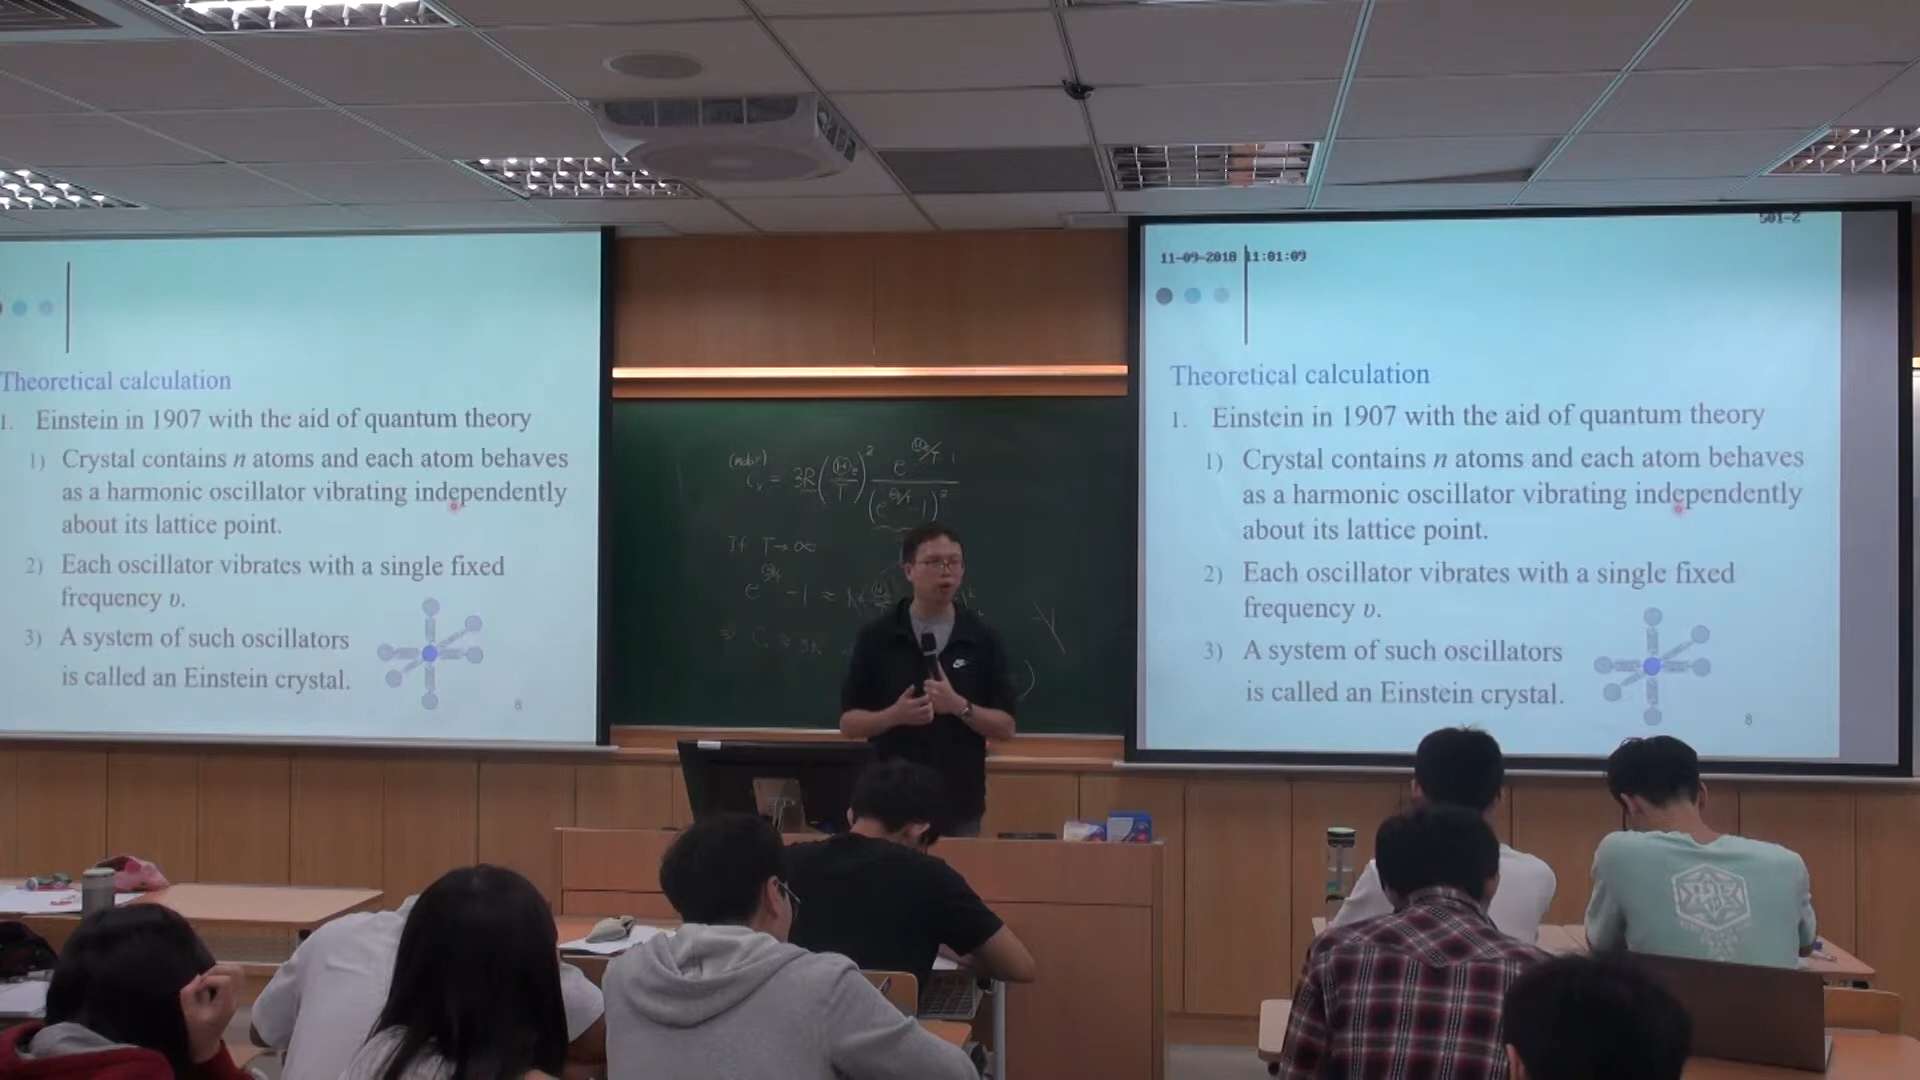 Theoretical calculation
1. Einstein in 1907 with the aid of quantum theory
1) Crystal contains n atoms and each atom behaves
as a harmonic oscillator vibrating independently
about its lattice point.
2) Each oscillator vibrates with a single fixed
frequency υ.
3) A system of such oscillators
is called an Einstein crystal.
8
If T→∞
501-2
11-09-2018 11:01:09
Theoretical calculation
1. Einstein in 1907 with the aid of quantum theory
1) Crystal contains n atoms and each atom behaves
as a harmonic oscillator vibrating independently
about its lattice point.
2) Each oscillator vibrates with a single fixed
frequency υ.
3) A system of such oscillators
is called an Einstein crystal.
8